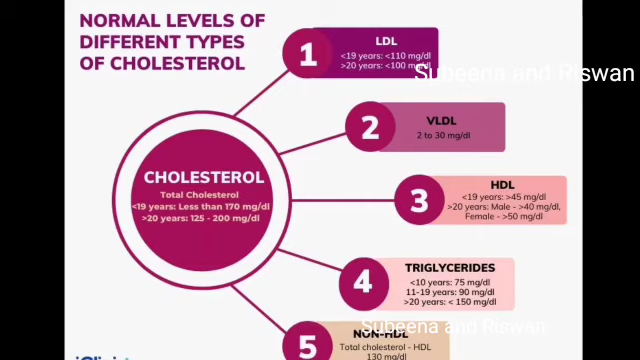 NORMAL LEVELS OF
DIFFERENT TYPES
OF CHOLESTEROL
CHOLESTEROL
Total Cholesterol
<19 years: Less than 170 mg/dl
>20 years: 125 - 200 mg/dl
1
LDL
<19 years: <110 mg/dl
>20 years: <100 mg/dl
Subeena and Riswan
2
VLDL
2 to 30 mg/dl
3
HDL
<19 years: >45 mg/dl
>20 years: Male - >40 mg/dl,
Female - >50 mg/dl
4
TRIGLYCERIDES
<10 years: 75 mg/dl
11-19 years: 90 mg/dl
>20 years: < 150 mg/dl
5
NON-HDL
Subeena and Riswan
Total cholesterol - HDL
130 mg/dl